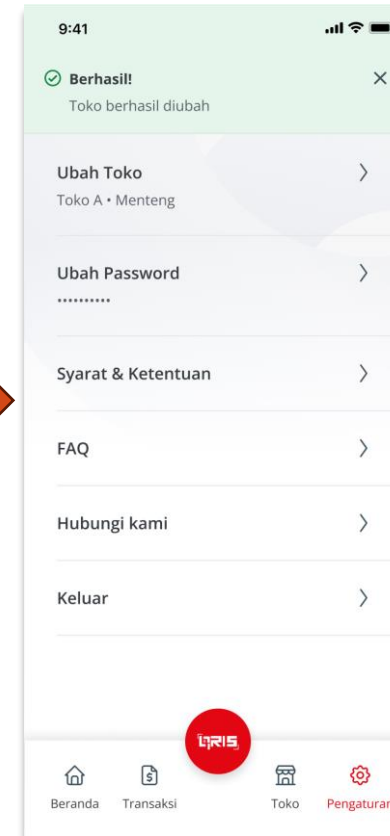 9:41
Berhasil!
Toko berhasil diubah
Ubah Toko
Toko A • Menteng
Ubah Password
••••••••••
Syarat & Ketentuan
FAQ
Hubungi kami
Keluar
QRIS
Beranda Transaksi Toko Pengaturan